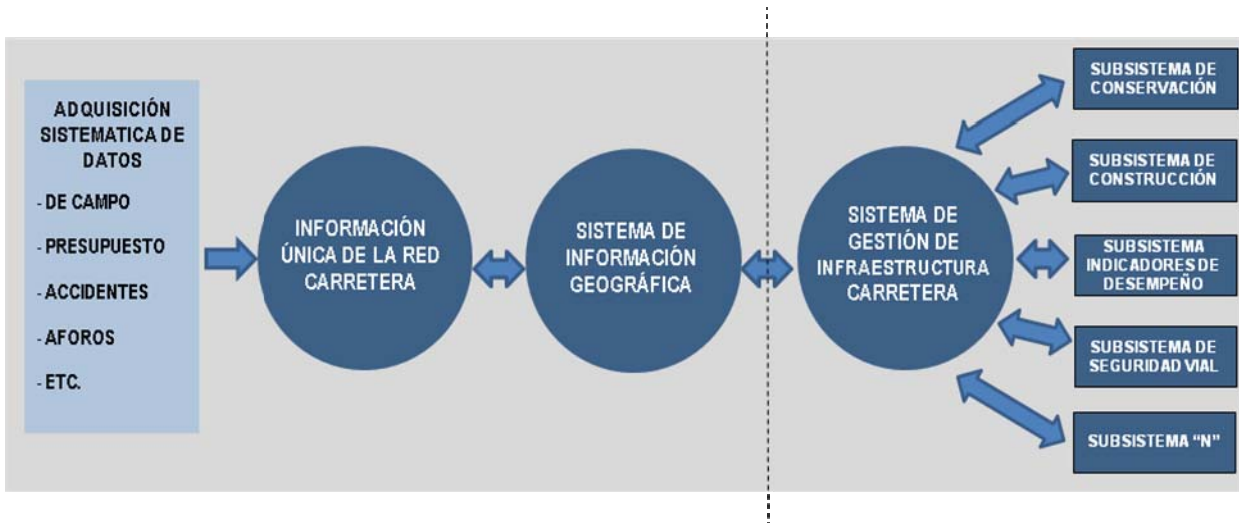 ADQUISICIÓN
SISTEMATICA DE
DATOS
- DE CAMPO
- PRESUPUESTO
- ACCIDENTES
- AFOROS
- ETC.
INFORMACIÓN
ÚNICA DE LA RED
CARRETERA
SISTEMA DE
INFORMACIÓN
GEOGRÁFICA
SISTEMA DE
GESTIÓN DE
INFRAESTRUCTURA
CARRETERA
SUBSISTEMA DE
CONSERVACIÓN
SUBSISTEMA DE
CONSTRUCCIÓN
SUBSISTEMA
INDICADORES DE
DESEMPEÑO
SUBSISTEMA DE
SEGURIDAD VIAL
SUBSISTEMA “N”